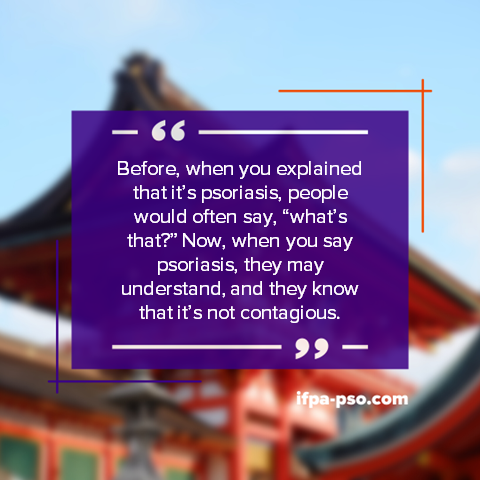 Before, when you explained
that it’s psoriasis, people
would often say, “what’s
that?” Now, when you say
psoriasis, they may
understand, and they know
that it’s not contagious.
ifpa-pso.com